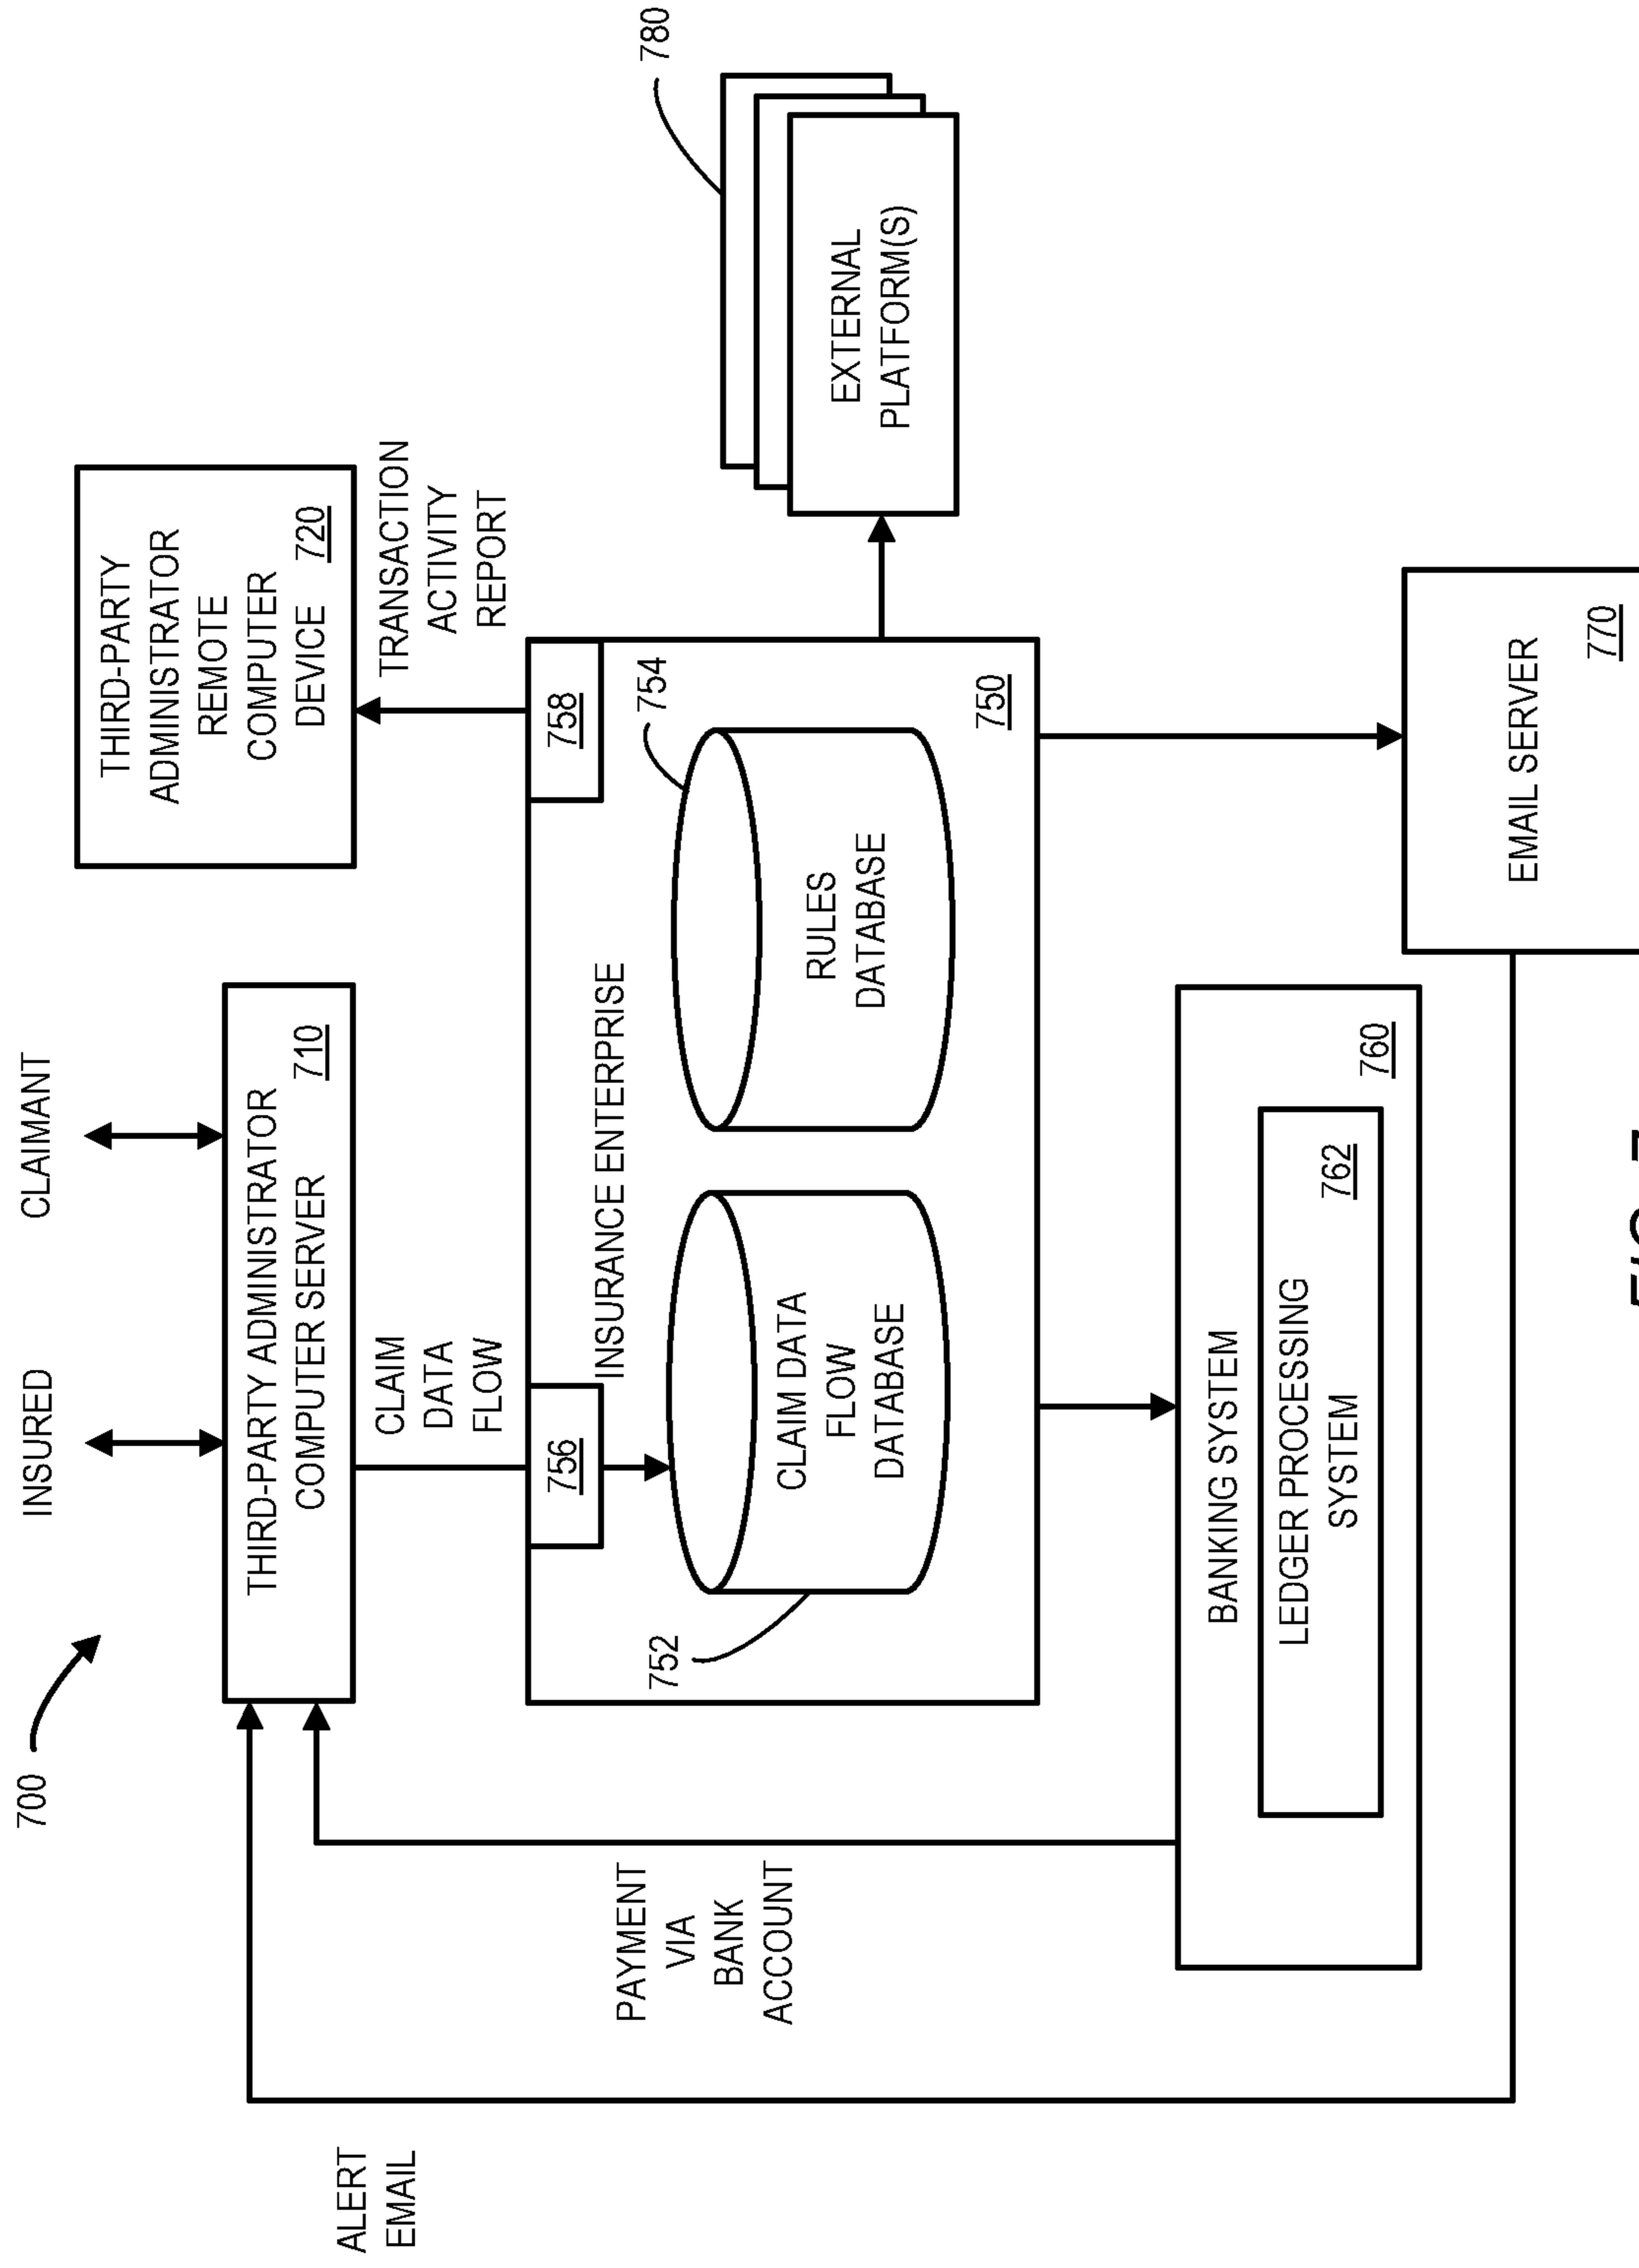 700
INSURED
CLAIMANT
THIRD-PARTY ADMINISTRATOR
COMPUTER SERVER
710
THIRD-PARTY
ADMINISTRATOR
REMOTE
COMPUTER
DEVICE
720
ALERT
EMAIL
CLAIM
DATA
FLOW
TRANSACTION
ACTIVITY
REPORT
756
758
INSURANCE ENTERPRISE
PAYMENT
VIA
BANK
ACCOUNT
752
754
780
CLAIM DATA
FLOW
DATABASE
RULES
DATABASE
EXTERNAL
PLATFORM(S)
750
BANKING SYSTEM
LEDGER PROCESSING
SYSTEM
762
760
EMAIL SERVER
770